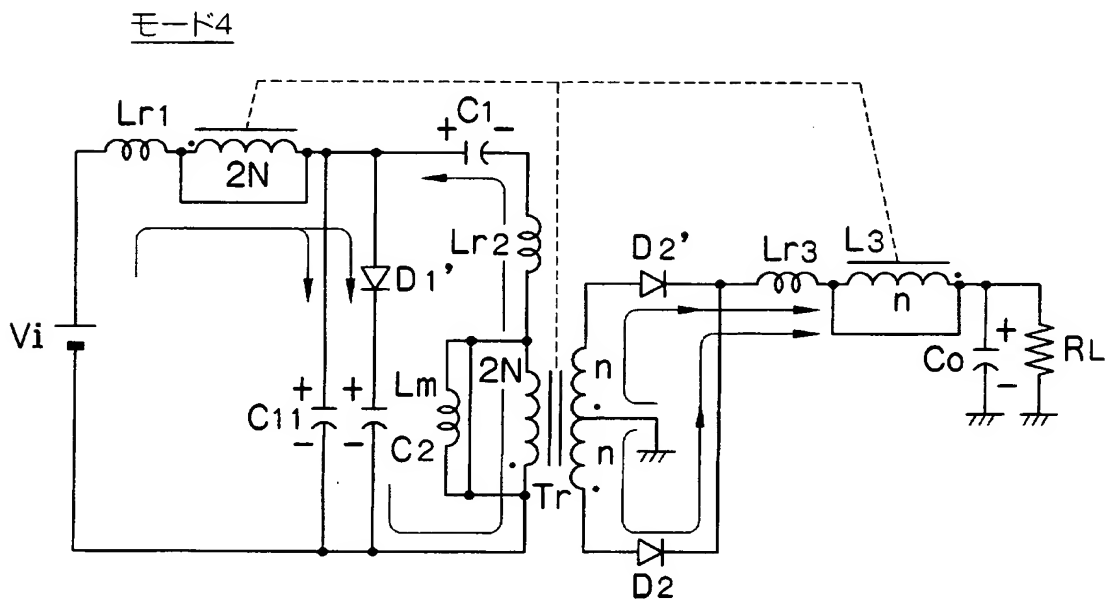 モード4
Lr1
2N
+ C1 -
Lr2
D1'
Vi
+
C11
-
+
C2
-
Lm
2N
Tr
n
n
D2'
D2
Lr3
L3
n
Co
+
-
RL